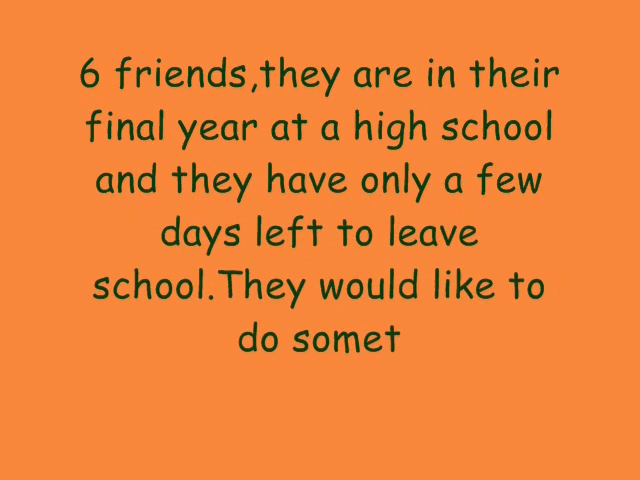 6 friends,they are in their
final year at a high school
and they have only a few
days left to leave
school.They would like to
do somet